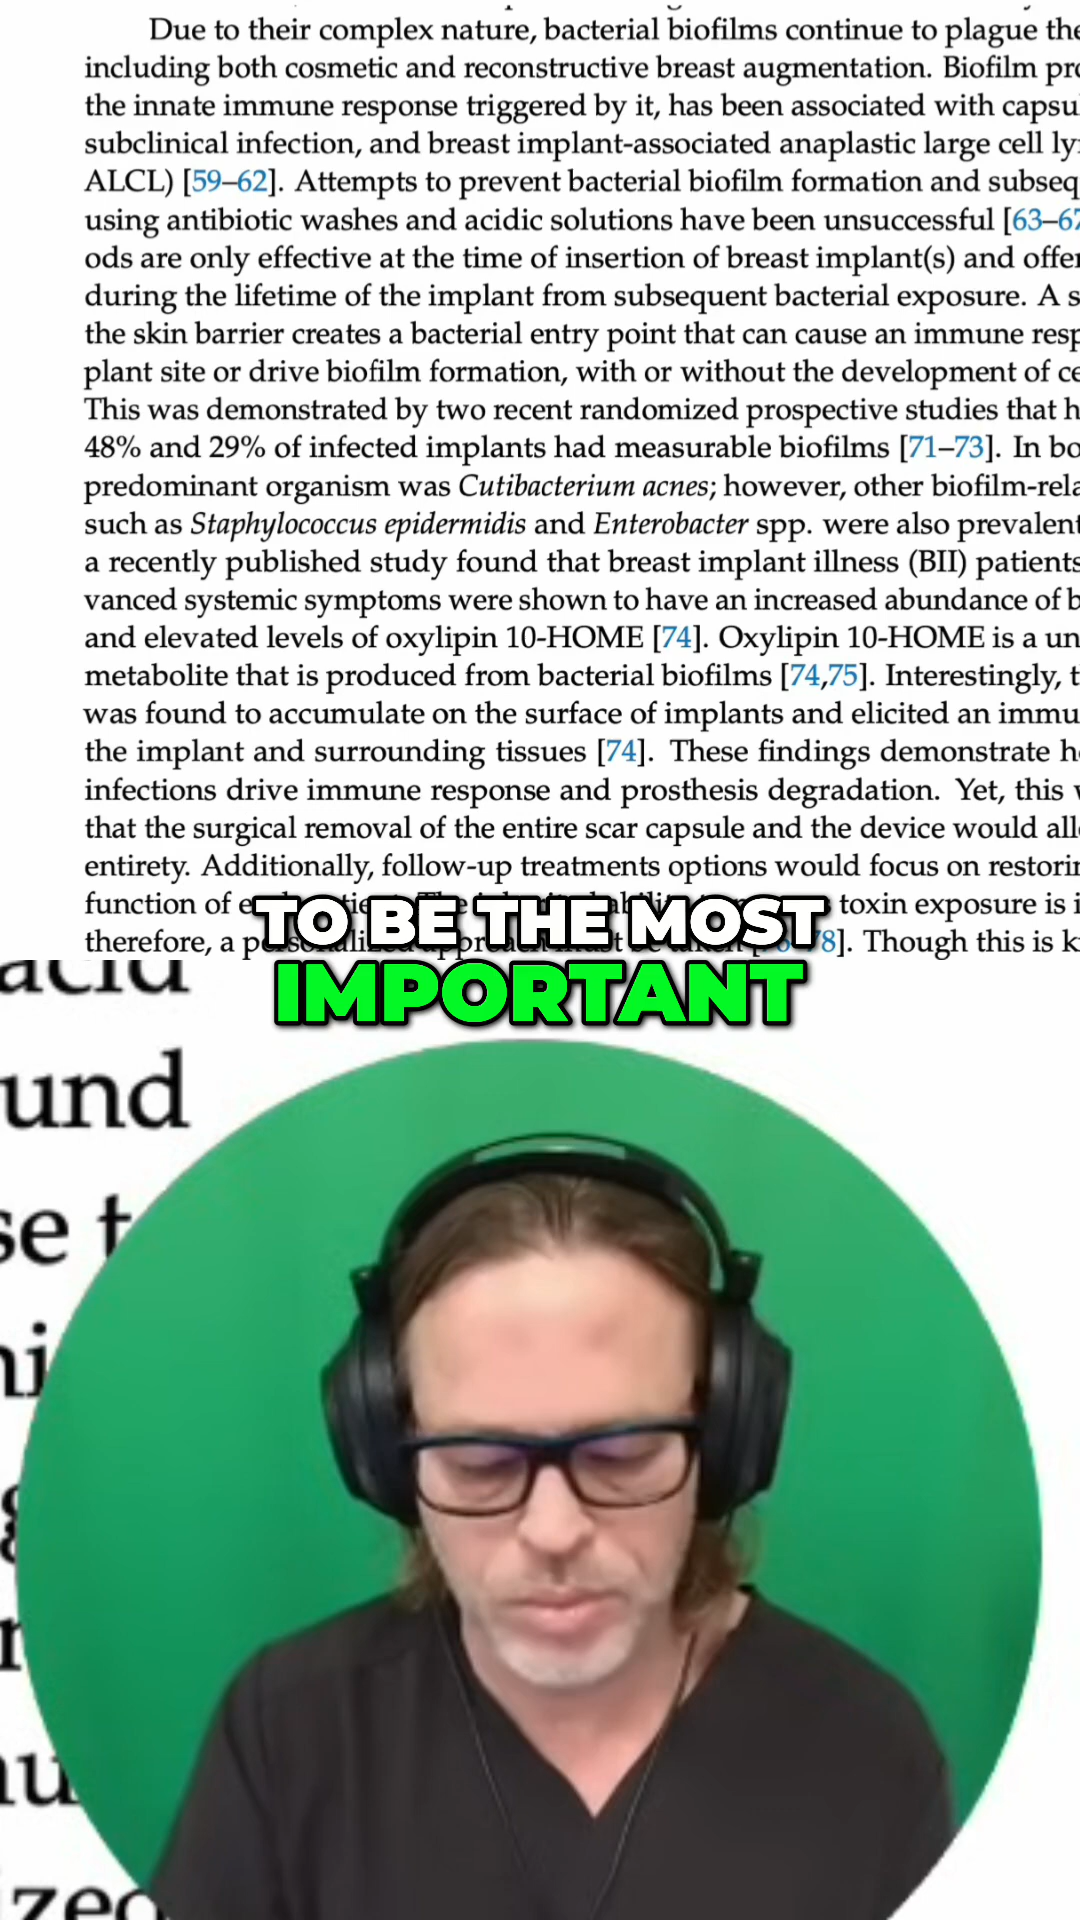 Due to their complex nature, bacterial biofilms continue to plague the
including both cosmetic and reconstructive breast augmentation. Biofilm pro
the innate immune response triggered by it, has been associated with capsul
subclinical infection, and breast implant-associated anaplastic large cell ly
ALCL) [59–62]. Attempts to prevent bacterial biofilm formation and subseq
using antibiotic washes and acidic solutions have been unsuccessful [63–67
ods are only effective at the time of insertion of breast implant(s) and offer
during the lifetime of the implant from subsequent bacterial exposure. A s
the skin barrier creates a bacterial entry point that can cause an immune resp
plant site or drive biofilm formation, with or without the development of ce
This was demonstrated by two recent randomized prospective studies that h
48% and 29% of infected implants had measurable biofilms [71–73]. In bo
predominant organism was Cutibacterium acnes; however, other biofilm-rela
such as Staphylococcus epidermidis and Enterobacter spp. were also prevalent
a recently published study found that breast implant illness (BII) patients
vanced systemic symptoms were shown to have an increased abundance of b
and elevated levels of oxylipin 10-HOME [74]. Oxylipin 10-HOME is a un
metabolite that is produced from bacterial biofilms [74,75]. Interestingly, t
was found to accumulate on the surface of implants and elicited an immu
the implant and surrounding tissues [74]. These findings demonstrate h
infections drive immune response and prosthesis degradation. Yet, this
that the surgical removal of the entire scar capsule and the device would all
entirety. Additionally, follow-up treatments options would focus on restorin
function of toxin exposure is i
therefore, a 78]. Though this is k
TO BE THE MOST
IMPORTANT
acid
und
se t
ni
g
r
nu
ized